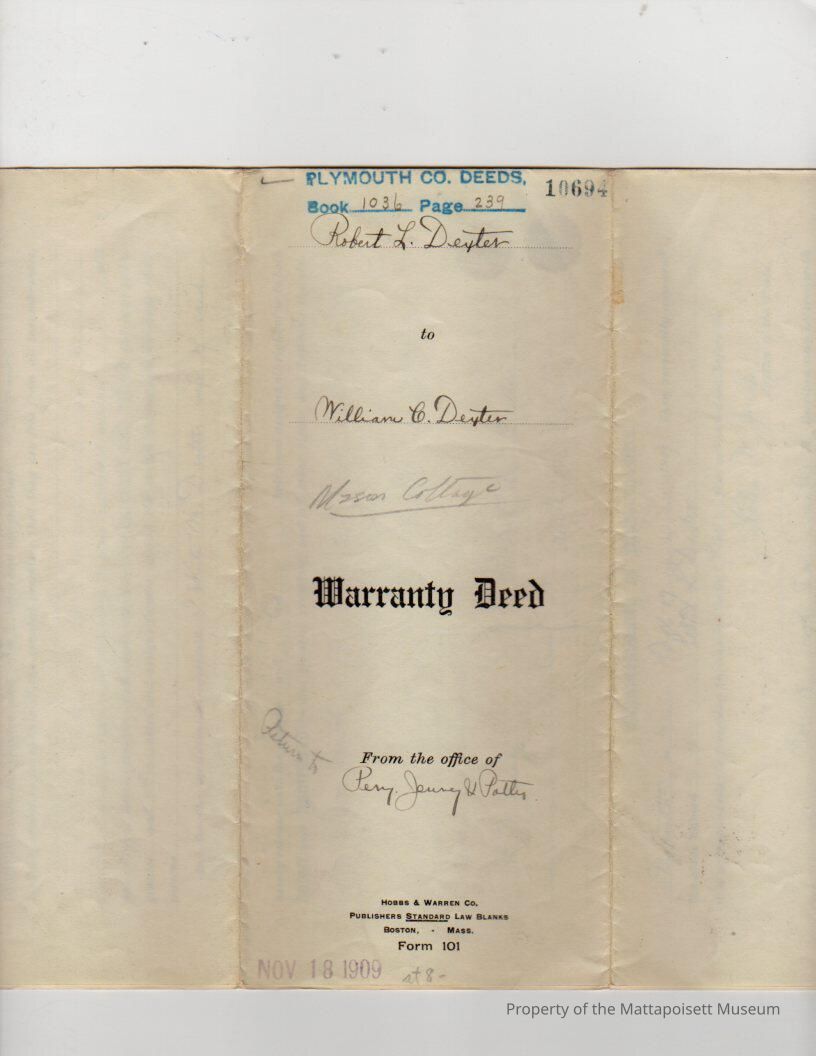 PLYMOUTH CO. DEEDS,
10694
Book 1036 Page 239
Robert L. Dexter
to
William C. Dexter
Cottage
Warranty Deed
Return to
From the office of
Perry, Jenney & Potter
HOBBS & WARREN CO.
PUBLISHERS STANDARD LAW BLANKS
BOSTON, - MASS.
Form 101
NOV 18 1909 at 8-
Property of the Mattapoisett Museum